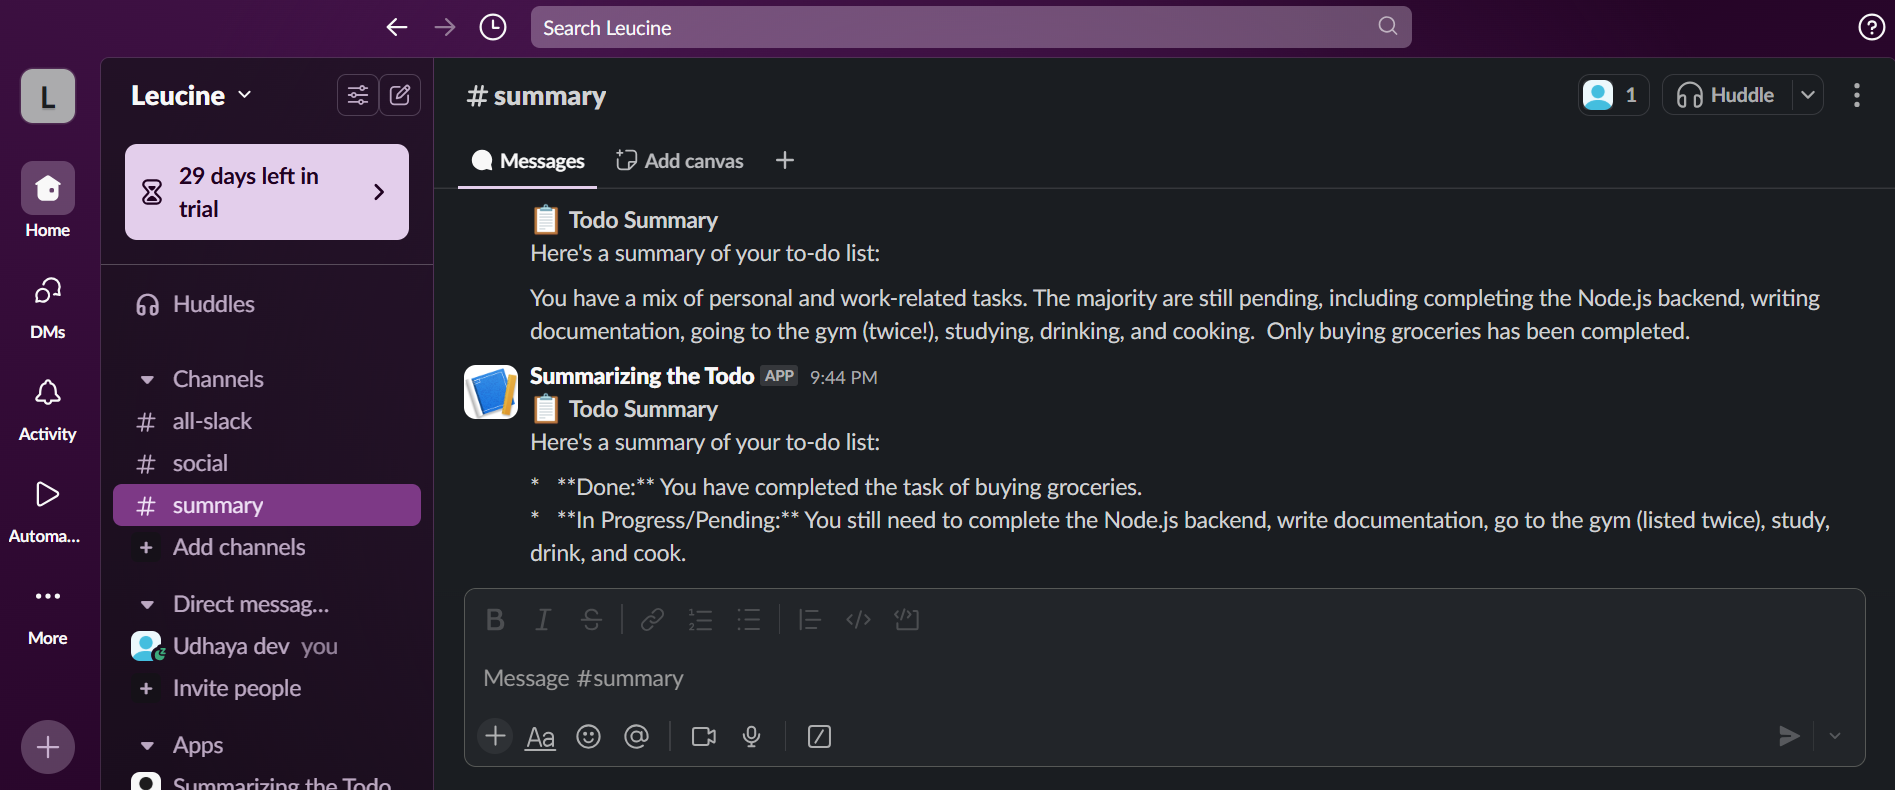 Search Leucine
L
Home
DMs
Activity
Automa...
More
Leucine
29 days left in
trial
Huddles
Channels
# all-slack
# social
# summary
+ Add channels
Direct messag...
Udhaya dev you
+ Invite people
Apps
Summarizing the Todo
# summary
1
Huddle
Messages
Add canvas
📋 Todo Summary
Here's a summary of your to-do list:
You have a mix of personal and work-related tasks. The majority are still pending, including completing the Node.js backend, writing
documentation, going to the gym (twice!), studying, drinking, and cooking.  Only buying groceries has been completed.
Summarizing the Todo APP 9:44 PM
📋 Todo Summary
Here's a summary of your to-do list:
*   **Done:** You have completed the task of buying groceries.
*   **In Progress/Pending:** You still need to complete the Node.js backend, write documentation, go to the gym (listed twice), study,
drink, and cook.
Message #summary
Aa